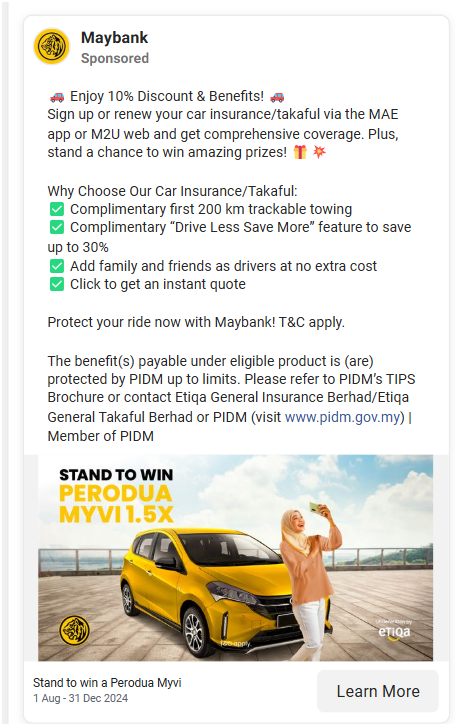 Maybank
Sponsored
🚙 Enjoy 10% Discount & Benefits! 🚙
Sign up or renew your car insurance/takaful via the MAE
app or M2U web and get comprehensive coverage. Plus,
stand a chance to win amazing prizes! 🎁 💥
Why Choose Our Car Insurance/Takaful:
✅ Complimentary first 200 km trackable towing
✅ Complimentary “Drive Less Save More” feature to save
up to 30%
✅ Add family and friends as drivers at no extra cost
✅ Click to get an instant quote
Protect your ride now with Maybank! T&C apply.
The benefit(s) payable under eligible product is (are)
protected by PIDM up to limits. Please refer to PIDM’s TIPS
Brochure or contact Etiqa General Insurance Berhad/Etiqa
General Takaful Berhad or PIDM (visit www.pidm.gov.my) |
Member of PIDM
STAND TO WIN
PERODUA
MYVI 1.5X
etiqa
T&C apply.
Stand to win a Perodua Myvi
1 Aug - 31 Dec 2024
Learn More